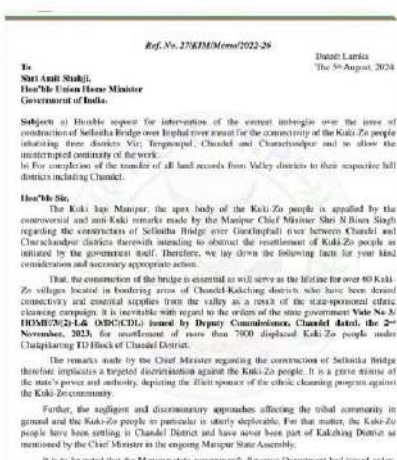 Ref. No. 27/KIM/Memo/2022-26
Dated: Lamka
The 5th August, 2024
To
Shri Amit Shahji,
Hon'ble Union Home Minister
Government of India.
Subject: a) Humble request for intervention of the current imbroglio over the issue of
construction of Selloitha Bridge over Imphal river meant for the connectivity of the Kuki-Zo people
inhabiting three districts Viz; Tengnoupal, Chandel and Churachandpur and to allow the
uninterrupted continuity of the work.
b) For completion of the transfer of all land records from Valley districts to their respective hill
districts including Chandel.
Hon'ble Sir,
The Kuki Inpi Manipur, the apex body of the Kuki-Zo people is appalled by the
controversial and anti-Kuki remarks made by the Manipur Chief Minister Shri N Biren Singh
regarding the construction of Selloitha Bridge over Gun(Imphal) river between Chandel and
Churachandpur districts therewith intending to obstruct the resettlement of Kuki-Zo people as
initiated by the government itself. Therefore, we lay down the following facts for your kind
consideration and necessary appropriate action.
That, the construction of the bridge is essential as will serve as the lifeline for over 60 Kuki-
Zo villages located in bordering areas of Chandel-Kakching districts who have been denied
connectivity and essential supplies from the valley as a result of the state-sponsored ethnic
cleansing campaign. It is inevitable with regard to the orders of the state government Vide No-3/
HOME/3(2)-L& (MDC/CDL) issued by Deputy Commissioner, Chandel dated, the 2nd
November, 2023, for resettlement of more than 7900 displaced Kuki-Zo people under
Chakpikarong TD Block of Chandel District.
The remarks made by the Chief Minister regarding the construction of Selloitha Bridge
therefore implicates a targeted discrimination against the Kuki-Zo people. It is a gross misuse of
the state's power and authority, depicting the illicit sponsor of the ethnic cleansing program against
the Kuki-Zo community.
Further, the negligent and discriminatory approaches affecting the tribal community in
general and the Kuki-Zo people in particular is utterly deplorable. For that matter, the Kuki-Zo
people have been settling in Chandel District and have never been part of Kakching District as
mentioned by the Chief Minister in the ongoing Manipur State Assembly.